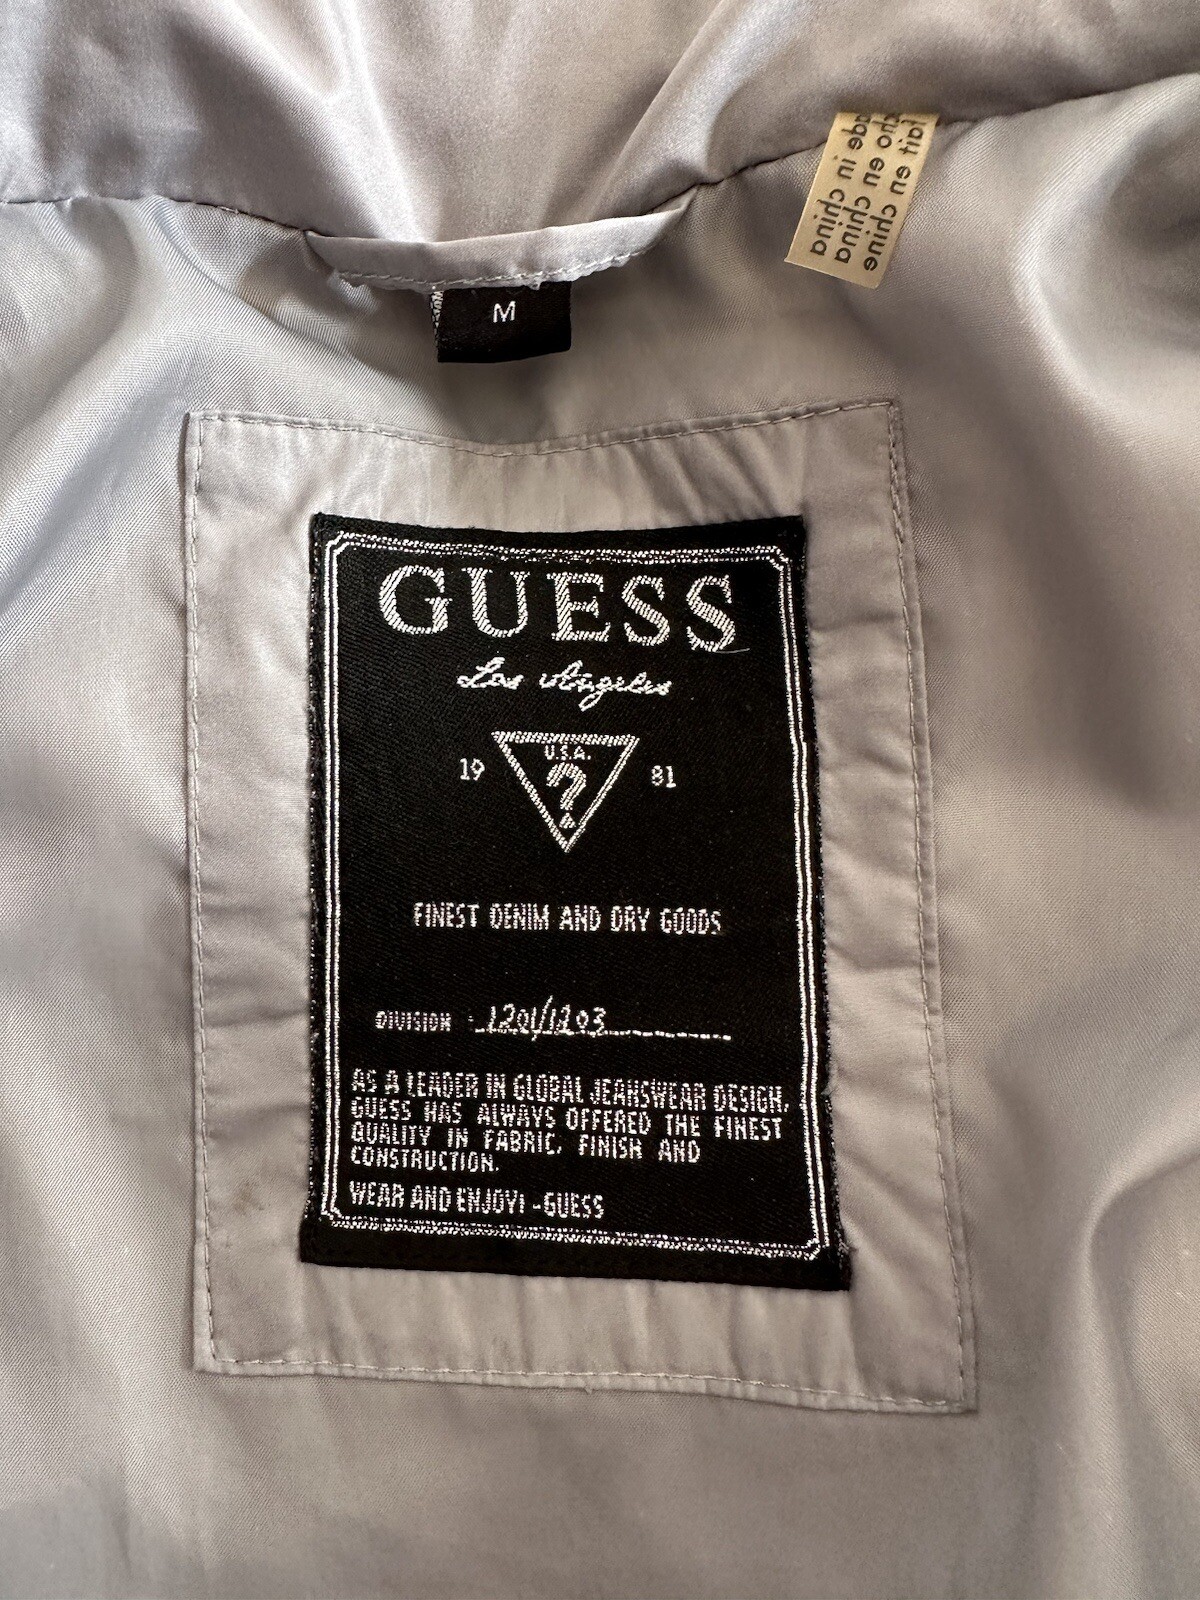 made in china
hecho en china
fait en chine
M
GUESS
Los Angeles
U.S.A.
19 ? 81
FINEST DENIM AND DRY GOODS
DIVISION 1201/1203
AS A LEADER IN GLOBAL JEANSWEAR DESIGN,
GUESS HAS ALWAYS OFFERED THE FINEST
QUALITY IN FABRIC, FINISH AND
CONSTRUCTION.
WEAR AND ENJOY! -GUESS